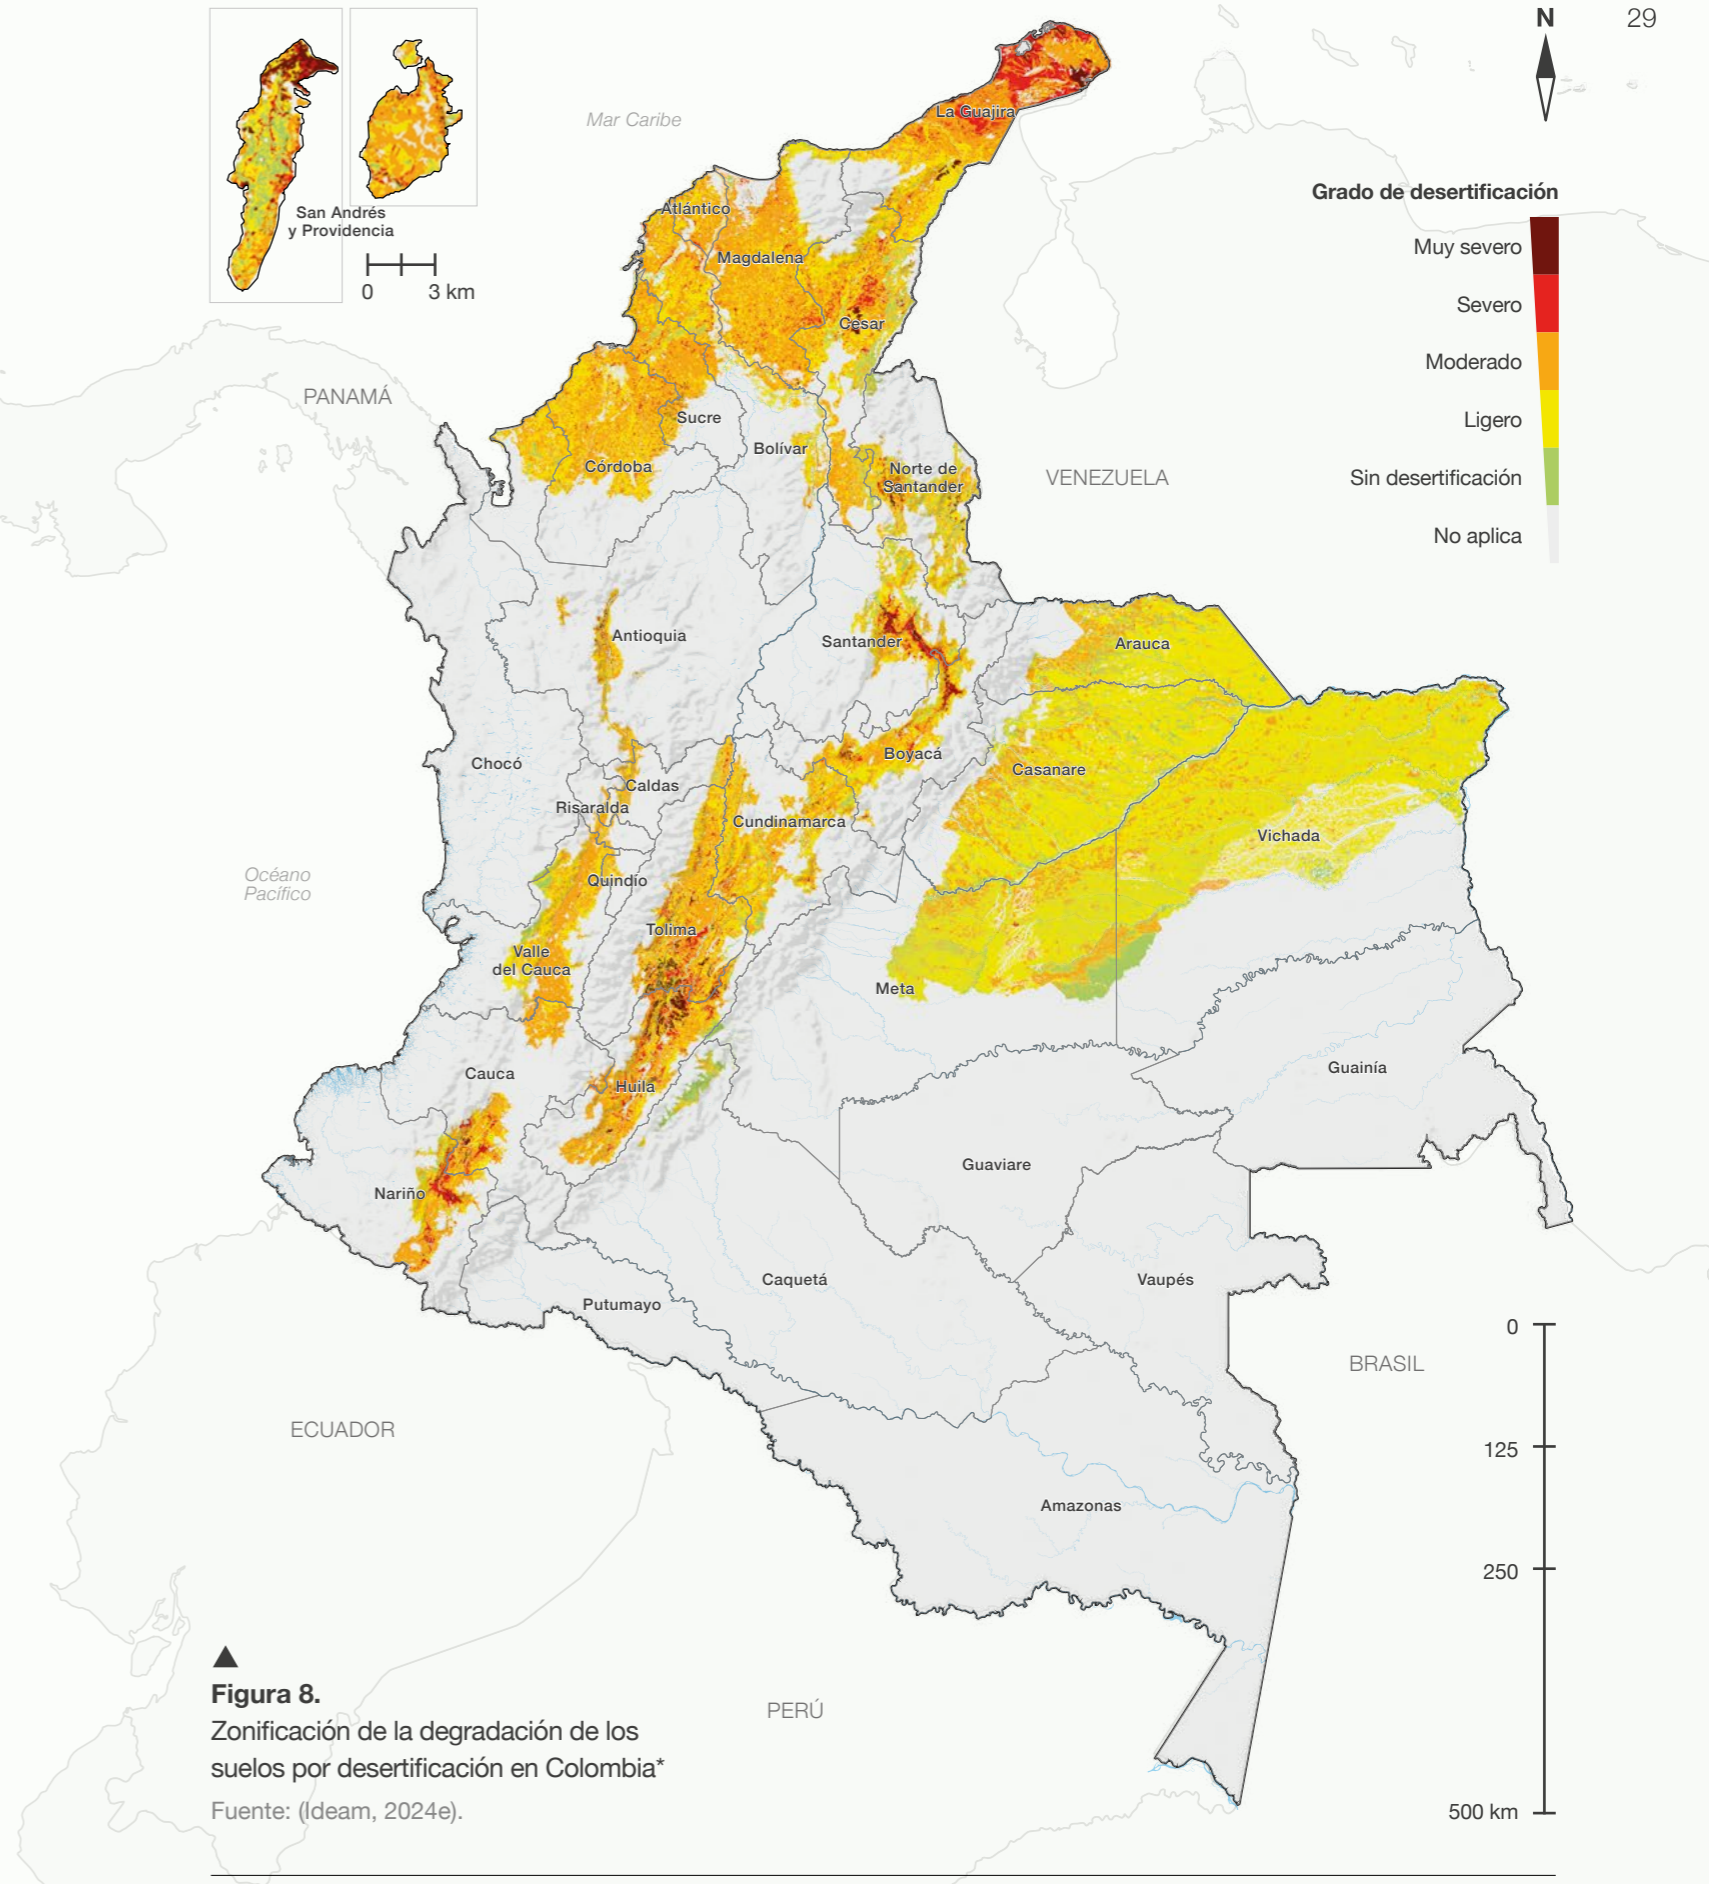 N
29
Mar Caribe
La Guajira
Grado de desertificación
Muy severo
Severo
Moderado
Ligero
Sin desertificación
No aplica
San Andrés
y Providencia
0
3 km
Atlántico
Magdalena
Cesar
PANAMÁ
Sucre
Bolívar
Córdoba
Norte de
Santander
VENEZUELA
Antioquia
Santander
Arauca
Chocó
Boyacá
Casanare
Caldas
Risaralda
Cundinamarca
Vichada
Océano
Pacífico
Quindío
Tolima
Valle
del Cauca
Meta
Cauca
Huila
Guainía
Guaviare
Nariño
Caquetá
Vaupés
Putumayo
0
BRASIL
ECUADOR
125
Amazonas
250
PERÚ
500 km
Figura 8.
Zonificación de la degradación de los
suelos por desertificación en Colombia*
Fuente: (Ideam, 2024e).